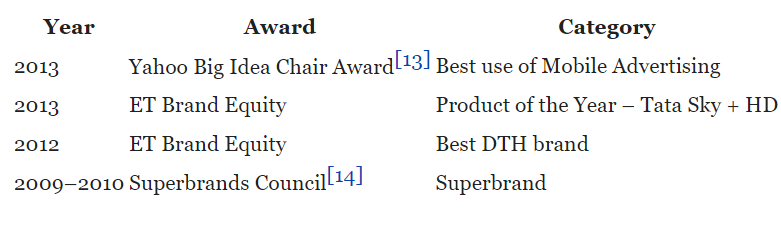 Year Award Category
2013 Yahoo Big Idea Chair Award[13] Best use of Mobile Advertising
2013 ET Brand Equity Product of the Year – Tata Sky + HD
2012 ET Brand Equity Best DTH brand
2009–2010 Superbrands Council[14] Superbrand